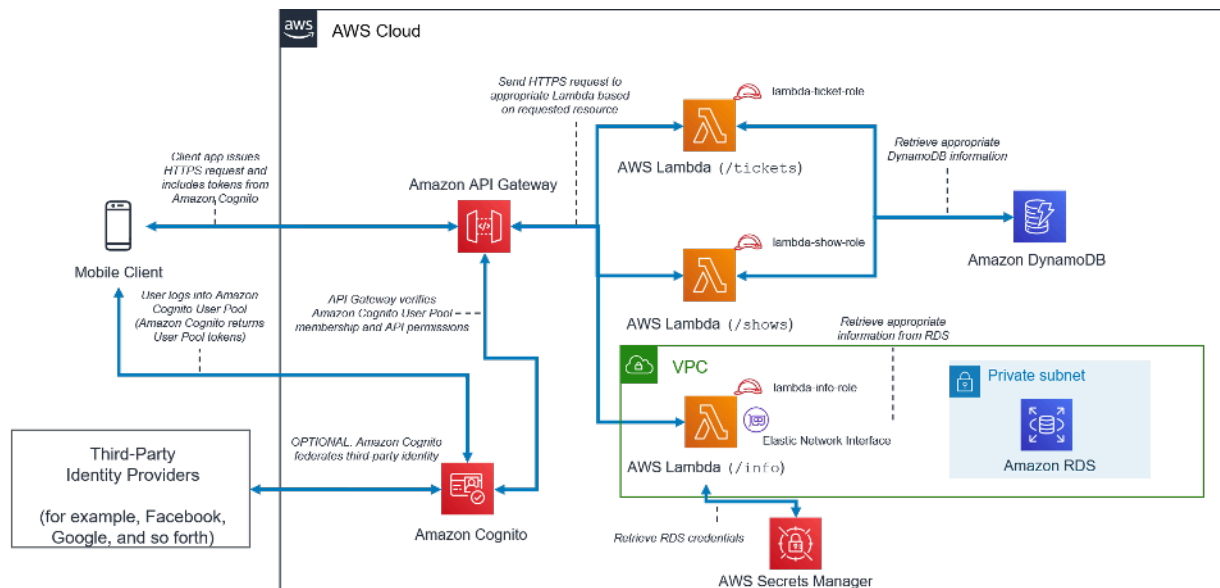 aws
AWS Cloud
Send HTTPS request to
appropriate Lambda based
on requested resource
lambda-ticket-role
AWS Lambda (/tickets)
Retrieve appropriate
DynamoDB information
Client app issues
HTTPS request and
includes tokens from
Amazon Cognito
Amazon API Gateway
Mobile Client
lambda-show-role
Amazon DynamoDB
AWS Lambda (/shows)
User logs into Amazon
Cognito User Pool
(Amazon Cognito returns
User Pool tokens)
API Gateway verifies
Amazon Cognito User Pool
membership and API permissions
Retrieve appropriate
information from RDS
VPC
lambda-info-role
Elastic Network Interface
AWS Lambda (/info)
Private subnet
Amazon RDS
Third-Party
Identity Providers
(for example, Facebook,
Google, and so forth)
OPTIONAL. Amazon Cognito
federates third-party identity
Amazon Cognito
Retrieve RDS credentials
AWS Secrets Manager